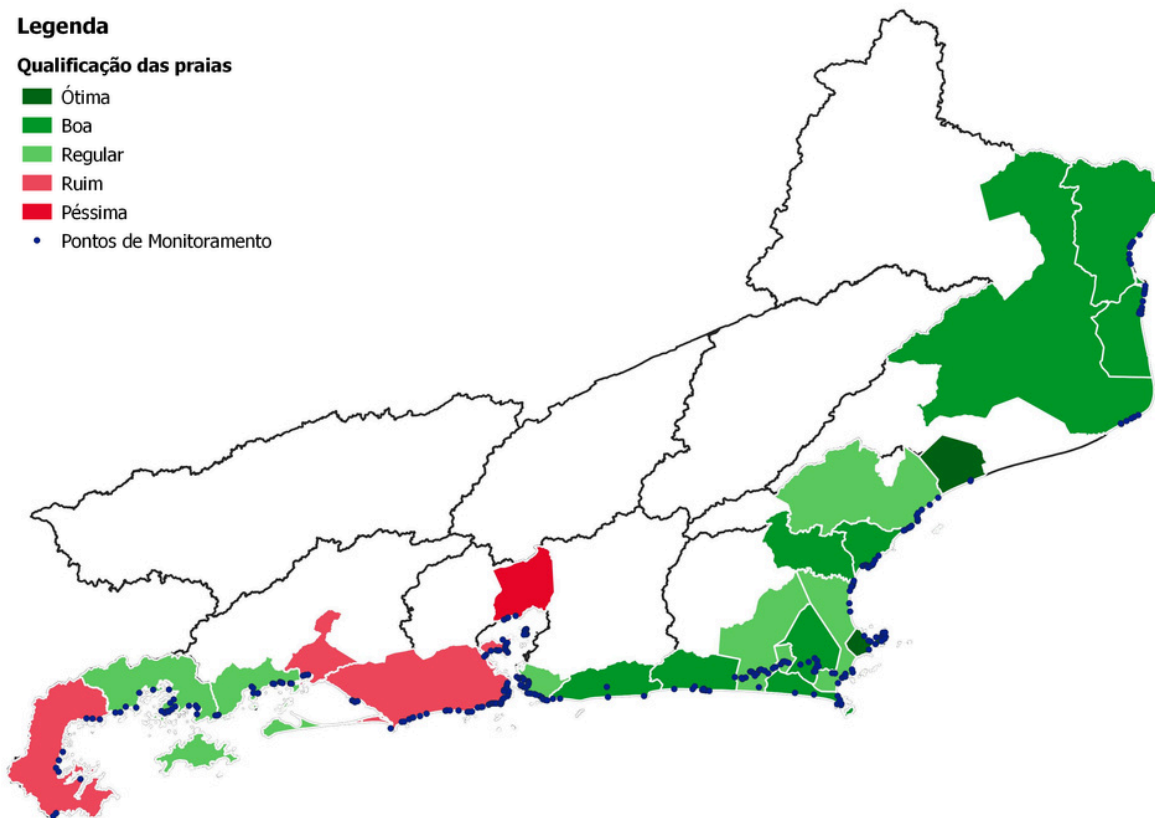 Legenda
Qualificação das praias
Ótima
Boa
Regular
Ruim
Péssima
Pontos de Monitoramento